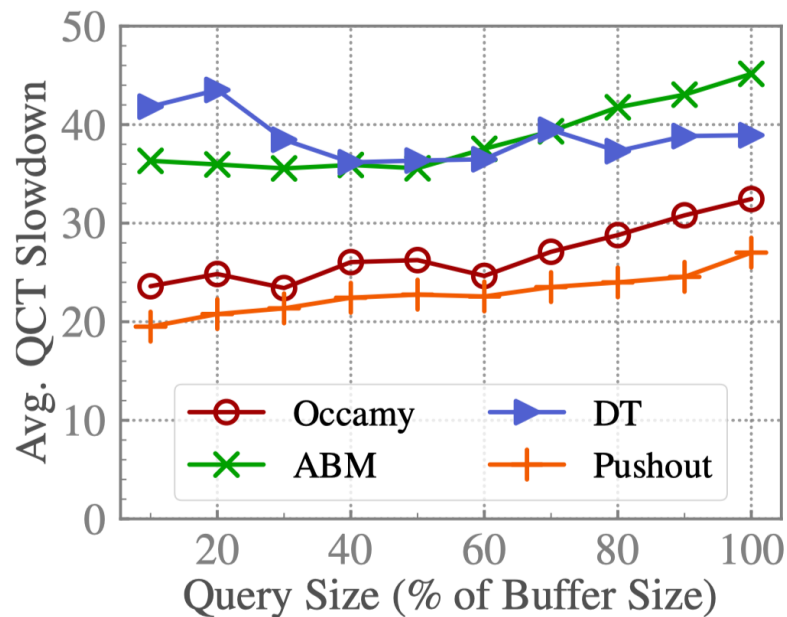 50
40
30
20
10
0
Avg. QCT Slowdown
Occamy
DT
ABM
Pushout
20 40 60 80 100
Query Size (% of Buffer Size)